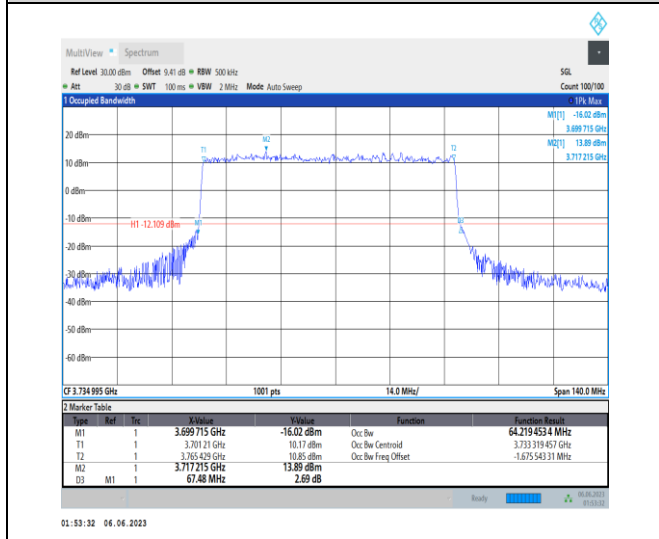 MultiView Spectrum
Ref Level 30.00 dBm Offset 9.41 dB RBW 500 kHz SGL
Att 30 dB SWT 100 ms VBW 2 MHz Mode Auto Sweep Count 100/100
1 Occupied Bandwidth 1Pk Max
M1[1] -16.02 dBm
3.699 715 GHz
20 dBm M2 M2[1] 13.89 dBm
T1 T2 3.717 215 GHz
10 dBm
0 dBm
-10 dBm
H1 -12.109 dBm M1
-20 dBm
-30 dBm
-40 dBm
-50 dBm
-60 dBm
CF 3.734 995 GHz 1001 pts 14.0 MHz/ Span 140.0 MHz
2 Marker Table
Type Ref Trc X-Value Y-Value Function Function Result
M1 1 3.699 715 GHz -16.02 dBm Occ Bw 64.219 453 4 MHz
T1 1 3.701 21 GHz 10.17 dBm Occ Bw Centroid 3.733 319 457 GHz
T2 1 3.765 429 GHz 10.85 dBm Occ Bw Freq Offset -1.675 543 31 MHz
M2 1 3.717 215 GHz 13.89 dBm
D3 M1 1 67.48 MHz 2.69 dB
Ready 06.06.2023
01:53:32
01:53:32 06.06.2023